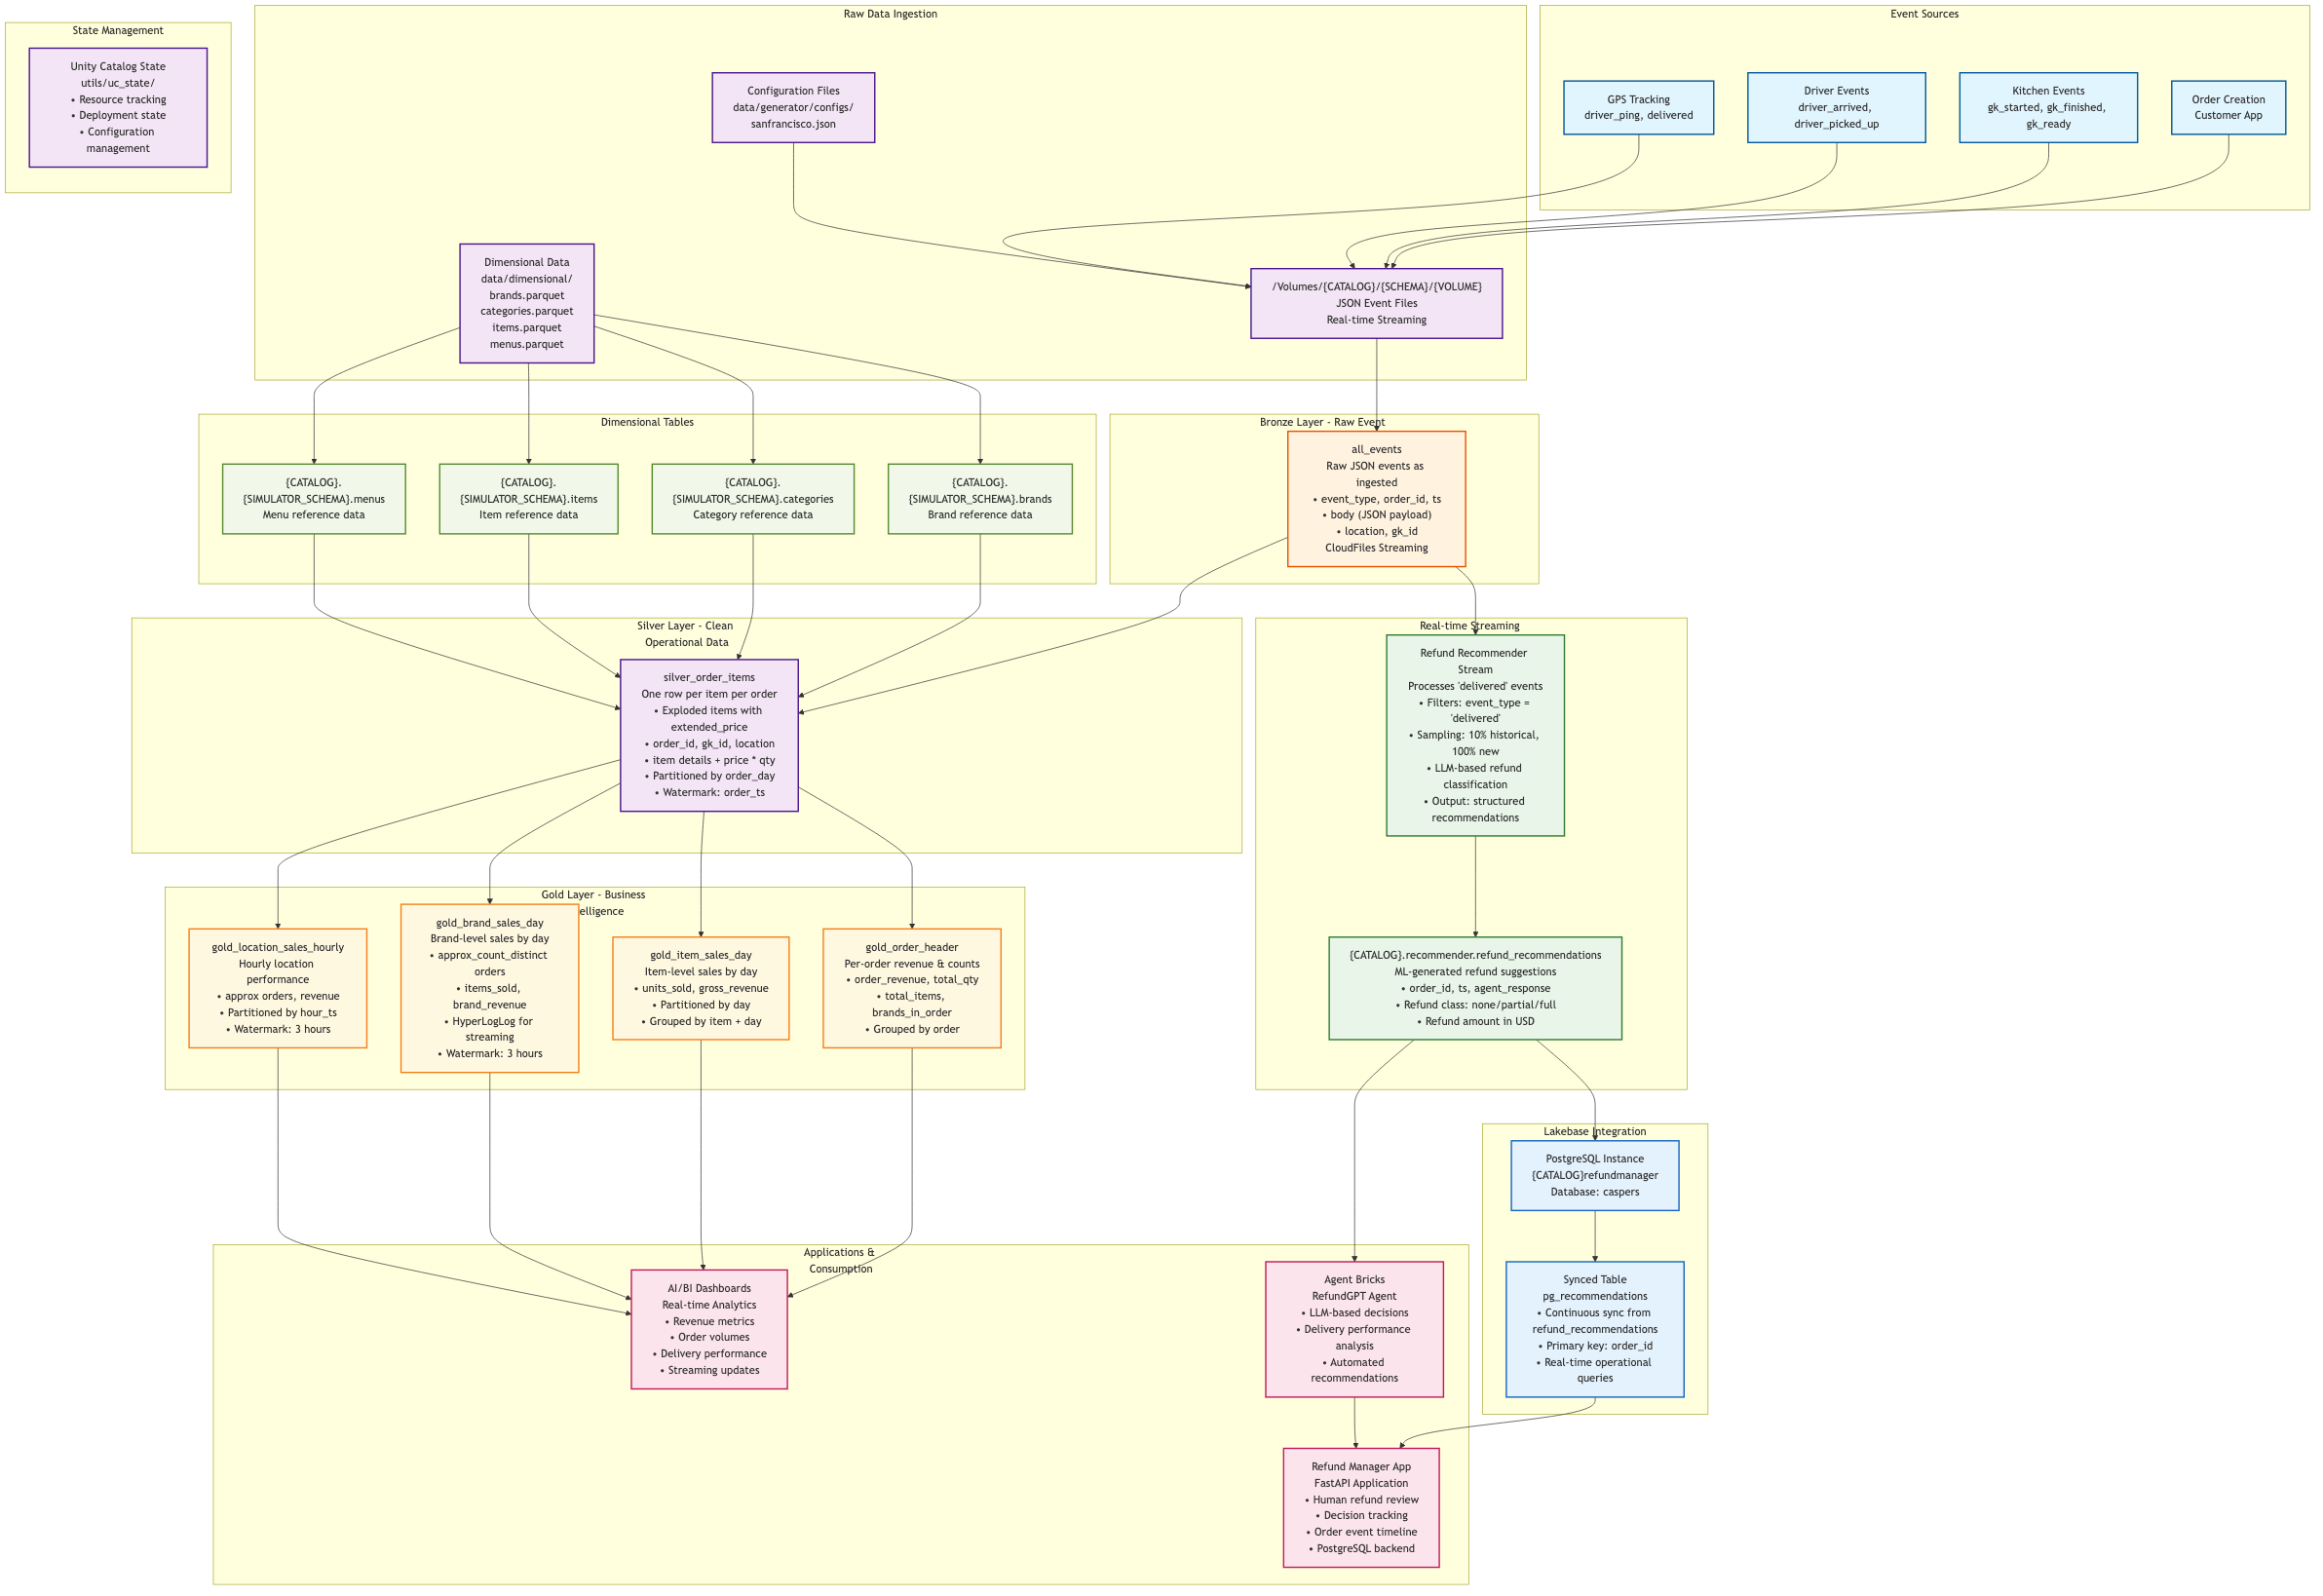 State Management
Unity Catalog State
utils/uc_state/
• Resource tracking
• Deployment state
• Configuration
management
Raw Data Ingestion
Configuration Files
data/generator/configs/
sanfrancisco.json
Dimensional Data
data/dimensional/
brands.parquet
categories.parquet
items.parquet
menus.parquet
/Volumes/{CATALOG}/{SCHEMA}/{VOLUME}
JSON Event Files
Real-time Streaming
Event Sources
GPS Tracking
driver_ping, delivered
Driver Events
driver_arrived,
driver_picked_up
Kitchen Events
gk_started, gk_finished,
gk_ready
Order Creation
Customer App
Dimensional Tables
{CATALOG}.
{SIMULATOR_SCHEMA}.menus
Menu reference data
{CATALOG}.
{SIMULATOR_SCHEMA}.items
Item reference data
{CATALOG}.
{SIMULATOR_SCHEMA}.categories
Category reference data
{CATALOG}.
{SIMULATOR_SCHEMA}.brands
Brand reference data
Bronze Layer - Raw Event
all_events
Raw JSON events as
ingested
• event_type, order_id, ts
• body (JSON payload)
• location, gk_id
CloudFiles Streaming
Silver Layer - Clean
Operational Data
silver_order_items
One row per item per order
• Exploded items with
extended_price
• order_id, gk_id, location
• item details + price * qty
• Partitioned by order_day
• Watermark: order_ts
Real-time Streaming
Refund Recommender
Stream
Processes 'delivered' events
• Filters: event_type =
'delivered'
• Sampling: 10% historical,
100% new
• LLM-based refund
classification
• Output: structured
recommendations
{CATALOG}.recommender.refund_recommendations
ML-generated refund suggestions
• order_id, ts, agent_response
• Refund class: none/partial/full
• Refund amount in USD
Gold Layer - Business
elligence
gold_location_sales_hourly
Hourly location
performance
• approx orders, revenue
• Partitioned by hour_ts
• Watermark: 3 hours
gold_brand_sales_day
Brand-level sales by day
• approx_count_distinct
orders
• items_sold,
brand_revenue
• HyperLogLog for
streaming
• Watermark: 3 hours
gold_item_sales_day
Item-level sales by day
• units_sold, gross_revenue
• Partitioned by day
• Grouped by item + day
gold_order_header
Per-order revenue & counts
• order_revenue, total_qty
• total_items,
brands_in_order
• Grouped by order
Lakebase Integration
PostgreSQL Instance
{CATALOG}refundmanager
Database: caspers
Synced Table
pg_recommendations
• Continuous sync from
refund_recommendations
• Primary key: order_id
• Real-time operational
queries
Applications &
Consumption
AI/BI Dashboards
Real-time Analytics
• Revenue metrics
• Order volumes
• Delivery performance
• Streaming updates
Agent Bricks
RefundGPT Agent
• LLM-based decisions
• Delivery performance
analysis
• Automated
recommendations
Refund Manager App
FastAPI Application
• Human refund review
• Decision tracking
• Order event timeline
• PostgreSQL backend